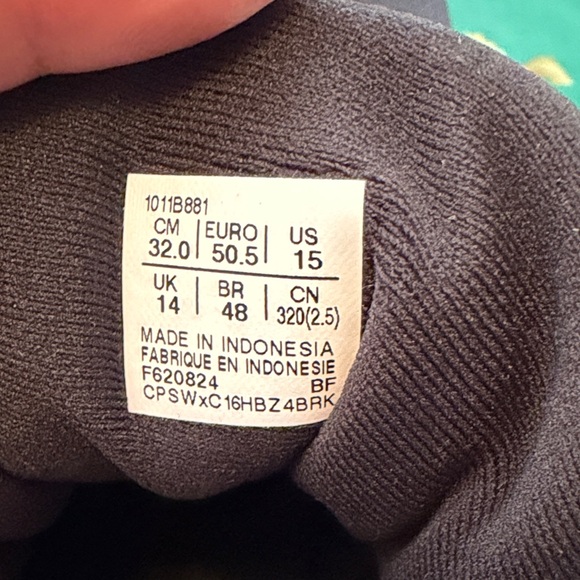 1011B881
CM EURO US
32.0 50.5 15
UK BR CN
14 48 320(2.5)
MADE IN INDONESIA
FABRIQUE EN INDONESIE
F620824 BF
CPSWxC16HBZ4BRK